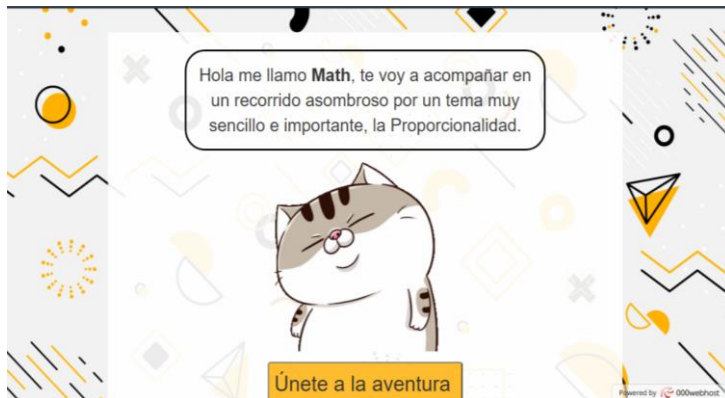 Hola me llamo Math, te voy a acompañar en
un recorrido asombroso por un tema muy
sencillo e importante, la Proporcionalidad.
Únete a la aventura
Powered by 000webhost